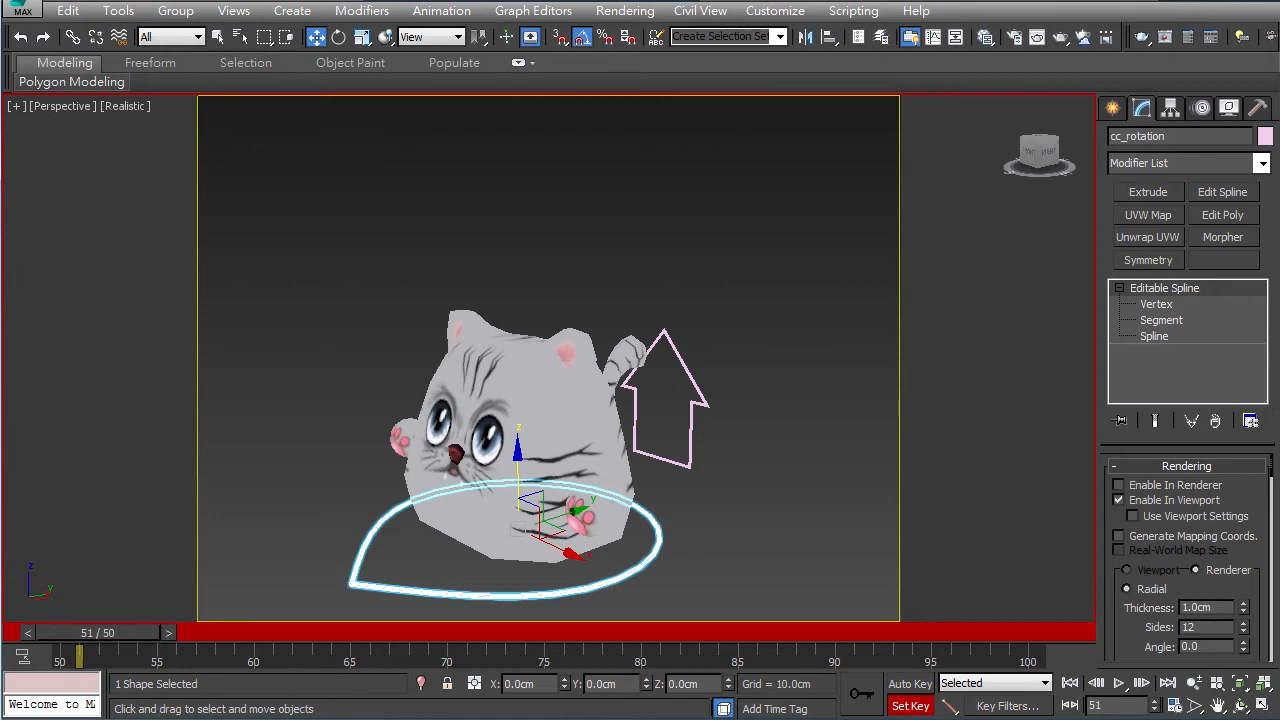 MAX Edit Tools Group Views Create Modifiers Animation Graph Editors Rendering Civil View Customize Scripting Help
All View Create Selection Set
Modeling Freeform Selection Object Paint Populate
Polygon Modeling
[+] [Perspective] [Realistic]
cc_rotation
Modifier List
Extrude Edit Spline
UVW Map Edit Poly
Unwrap UVW Morpher
Symmetry
Editable Spline
Vertex
Segment
Spline
- Rendering
Enable In Renderer
Enable In Viewport
Use Viewport Settings
Generate Mapping Coords.
Real-World Map Size
Viewport Renderer
Radial
Thickness: 1.0cm
Sides: 12
Angle: 0.0
z
y
z
y
< 51 / 50 >
50 55 60 65 70 75 80 85 90 95 100
1 Shape Selected X: 0.0cm Y: 0.0cm Z: 0.0cm Grid = 10.0cm Auto Key Selected
Welcome to MA Click and drag to select and move objects Add Time Tag Set Key Key Filters... 51